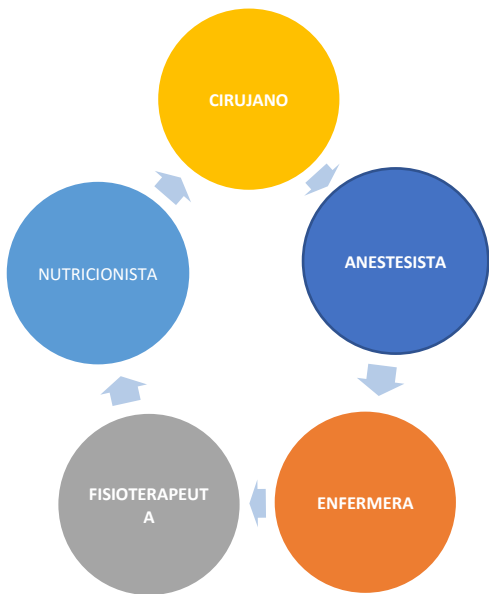 CIRUJANO
ANESTESISTA
ENFERMERA
FISIOTERAPEUT
A
NUTRICIONISTA